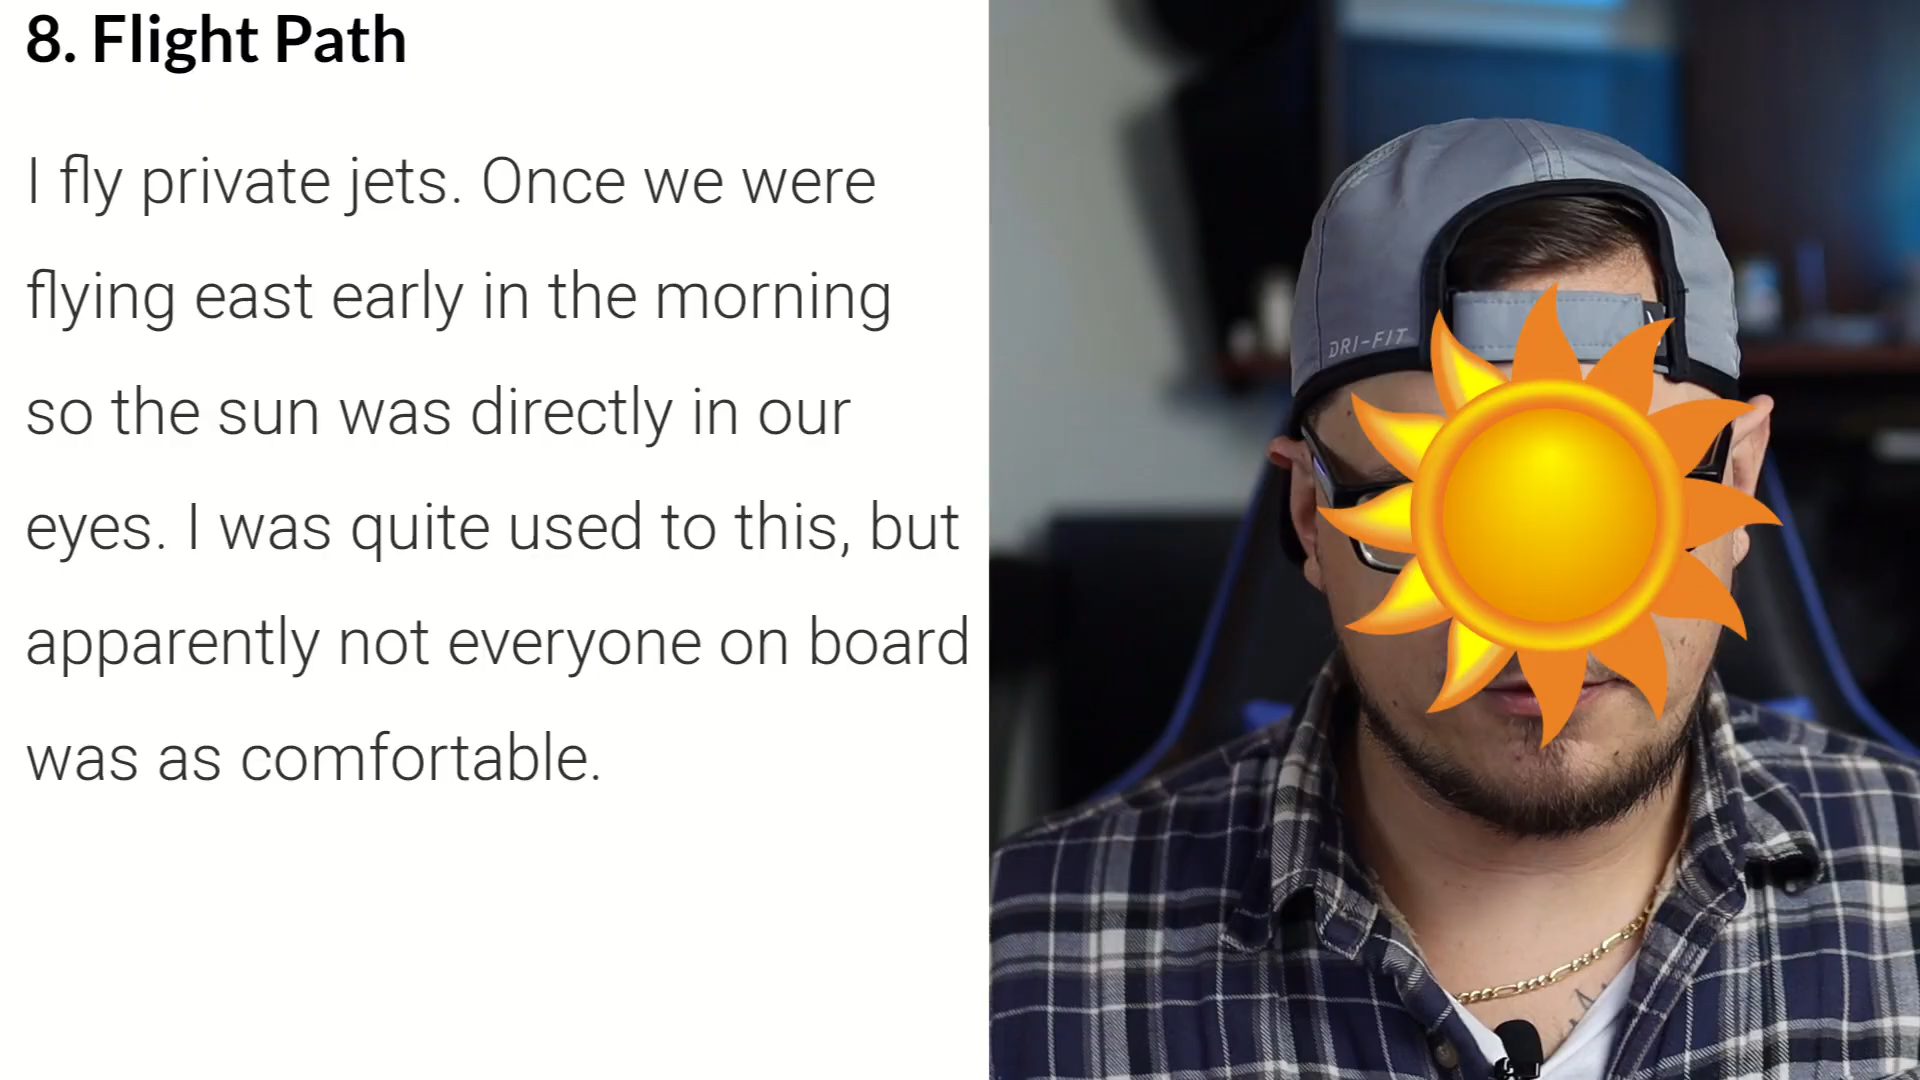 8. Flight Path
I fly private jets. Once we were
flying east early in the morning
so the sun was directly in our
eyes. I was quite used to this, but
apparently not everyone on board
was as comfortable.
DRI-FIT